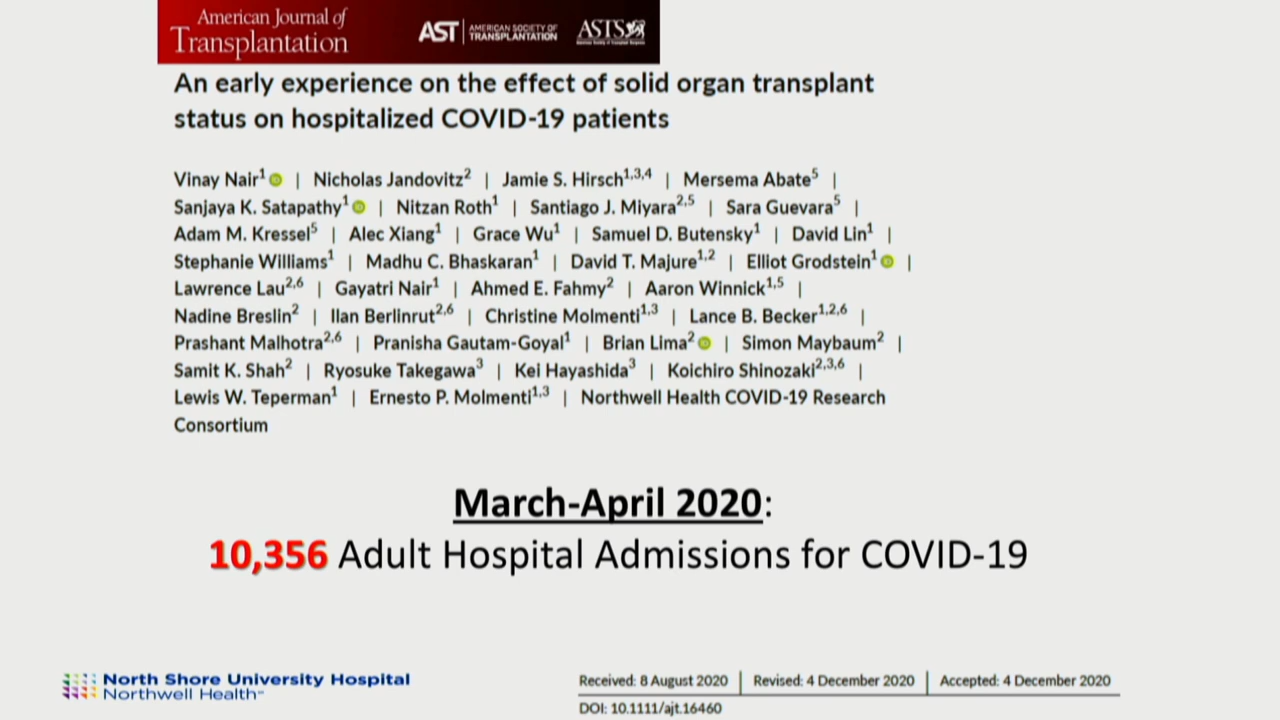 American Journal of
Transplantation
AST AMERICAN SOCIETY OF
TRANSPLANTATION
ASTS
An early experience on the effect of solid organ transplant
status on hospitalized COVID-19 patients
Vinay Nair1 | Nicholas Jandovitz2 | Jamie S. Hirsch1,3,4 | Mersema Abate5 |
Sanjaya K. Satapathy1 | Nitzan Roth1 | Santiago J. Miyara2,5 | Sara Guevara5 |
Adam M. Kressel5 | Alec Xiang1 | Grace Wu1 | Samuel D. Butensky1 | David Lin1 |
Stephanie Williams1 | Madhu C. Bhaskaran1 | David T. Majure1,2 | Elliot Grodstein1 |
Lawrence Lau2,6 | Gayatri Nair1 | Ahmed E. Fahmy2 | Aaron Winnick1,5 |
Nadine Breslin2 | Ilan Berlinrut2,6 | Christine Molmenti1,3 | Lance B. Becker1,2,6 |
Prashant Malhotra2,6 | Pranisha Gautam-Goyal1 | Brian Lima2 | Simon Maybaum2 |
Samit K. Shah2 | Ryosuke Takegawa3 | Kei Hayashida3 | Koichiro Shinozaki2,3,6 |
Lewis W. Teperman1 | Ernesto P. Molmenti1,3 | Northwell Health COVID-19 Research
Consortium
March-April 2020:
10,356 Adult Hospital Admissions for COVID-19
North Shore University Hospital
Northwell Health
Received: 8 August 2020 | Revised: 4 December 2020 | Accepted: 4 December 2020
DOI: 10.1111/ajt.16460